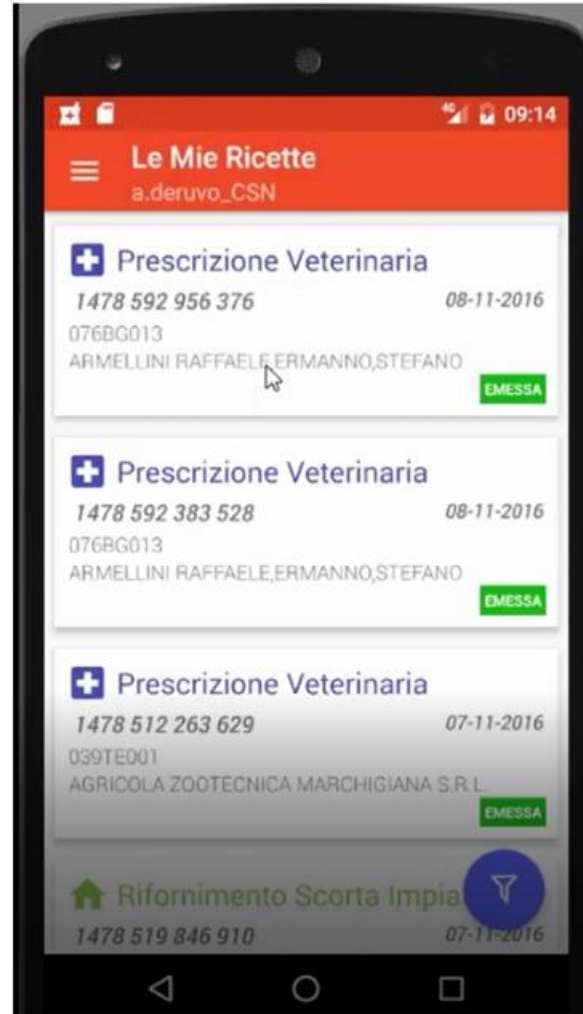 4G 09:14
Le Mie Ricette
a.deruvo_CSN
Prescrizione Veterinaria
1478 592 956 376 08-11-2016
076BG013
ARMELLINI RAFFAELE,ERMANNO,STEFANO
EMESSA
Prescrizione Veterinaria
1478 592 383 528 08-11-2016
076BG013
ARMELLINI RAFFAELE,ERMANNO,STEFANO
EMESSA
Prescrizione Veterinaria
1478 512 263 629 07-11-2016
039TE001
AGRICOLA ZOOTECNICA MARCHIGIANA S.R.L.
EMESSA
Rifornimento Scorta Impia
1478 519 846 910 07-11-2016